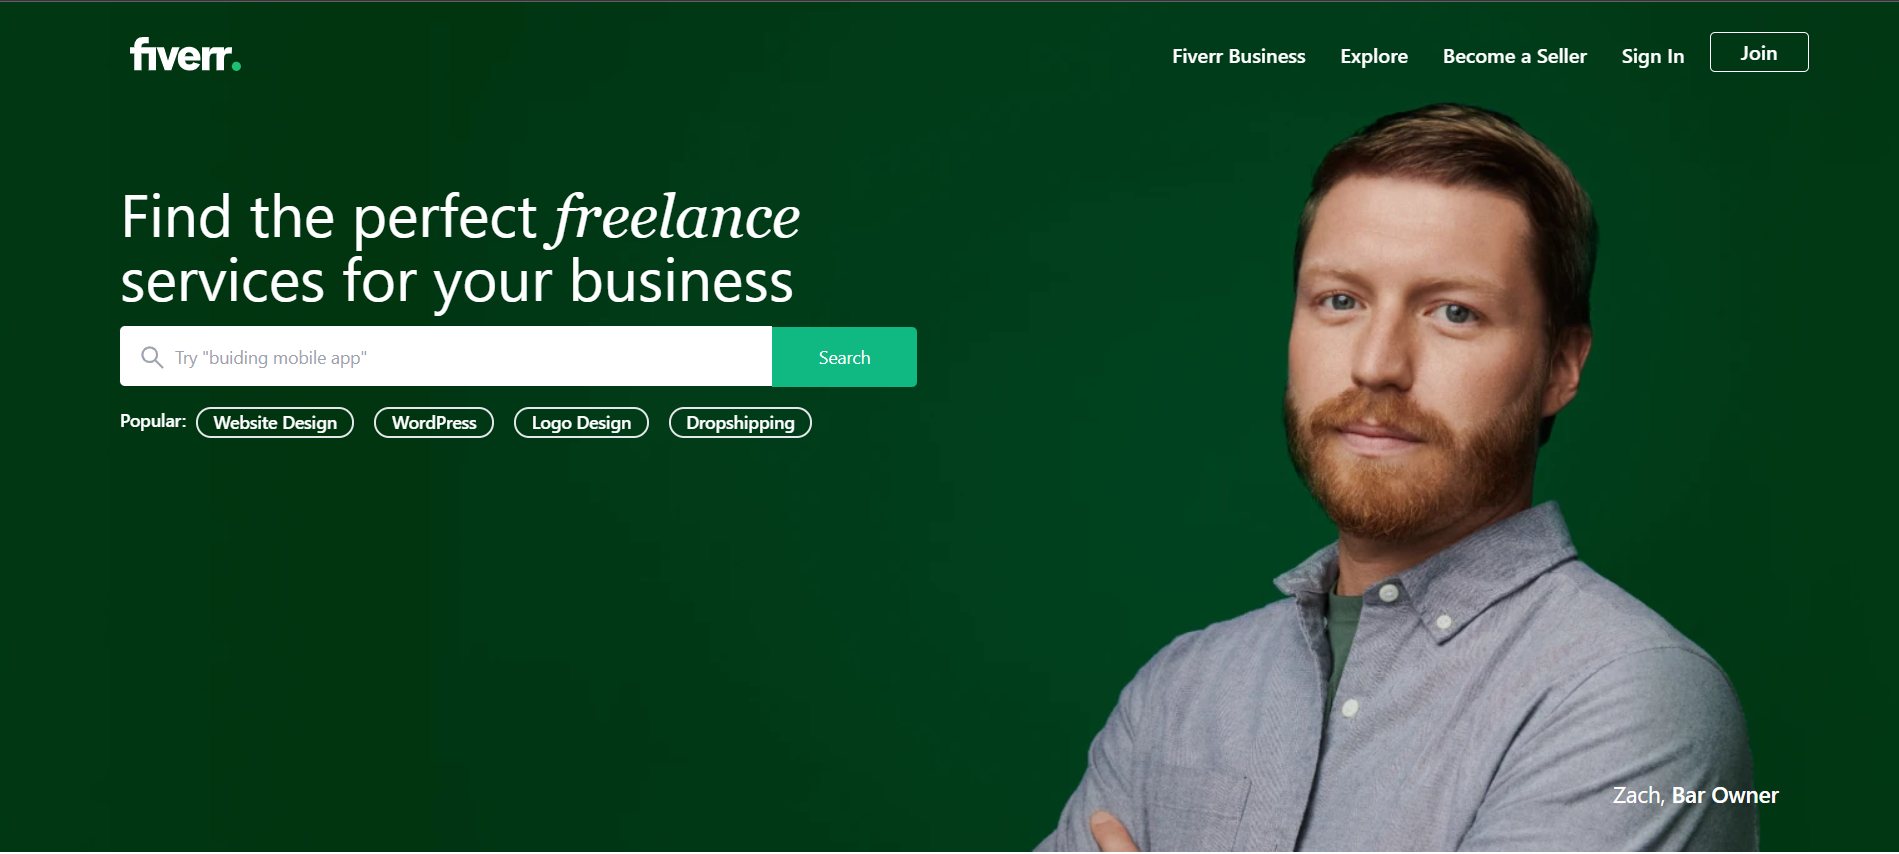 fiverr.
Fiverr Business
Explore
Become a Seller
Sign In
Join
Find the perfect freelance
services for your business
Try "buiding mobile app"
Search
Popular:
Website Design
WordPress
Logo Design
Dropshipping
Zach, Bar Owner